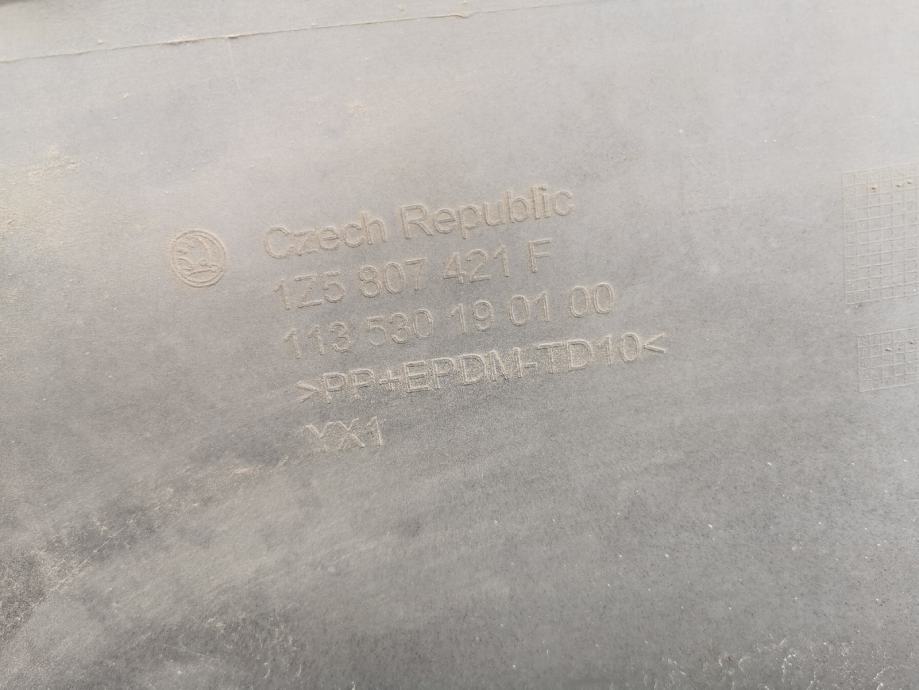 Czech Republic
1Z5 807 421 F
113 530 19 01 00
>PP+EPDM-TD10<
YX1